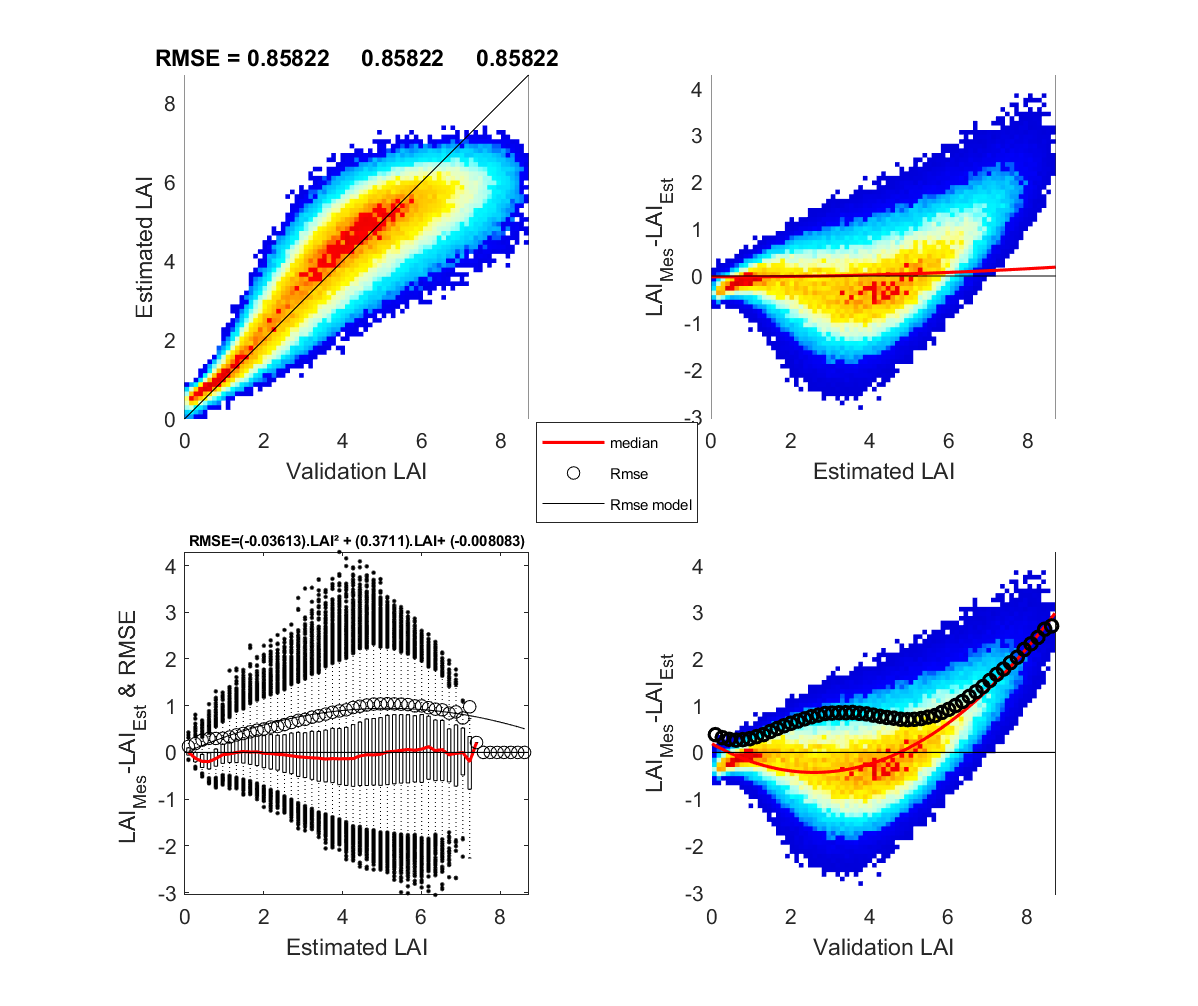 RMSE = 0.85822 0.85822 0.85822
8
6
4
2
0
Estimated LAI
0 2 4 6 8
Validation LAI
4
3
2
1
0
-1
-2
-3
LAI_Mes-LAI_Est
0 2 4 6 8
Estimated LAI
median
Rmse
Rmse model
RMSE=(-0.03613).LAI² + (0.3711).LAI+ (-0.008083)
4
3
2
1
0
-1
-2
-3
LAI_Mes-LAI_Est & RMSE
0 2 4 6 8
Estimated LAI
4
3
2
1
0
-1
-2
-3
LAI_Mes-LAI_Est
0 2 4 6 8
Validation LAI